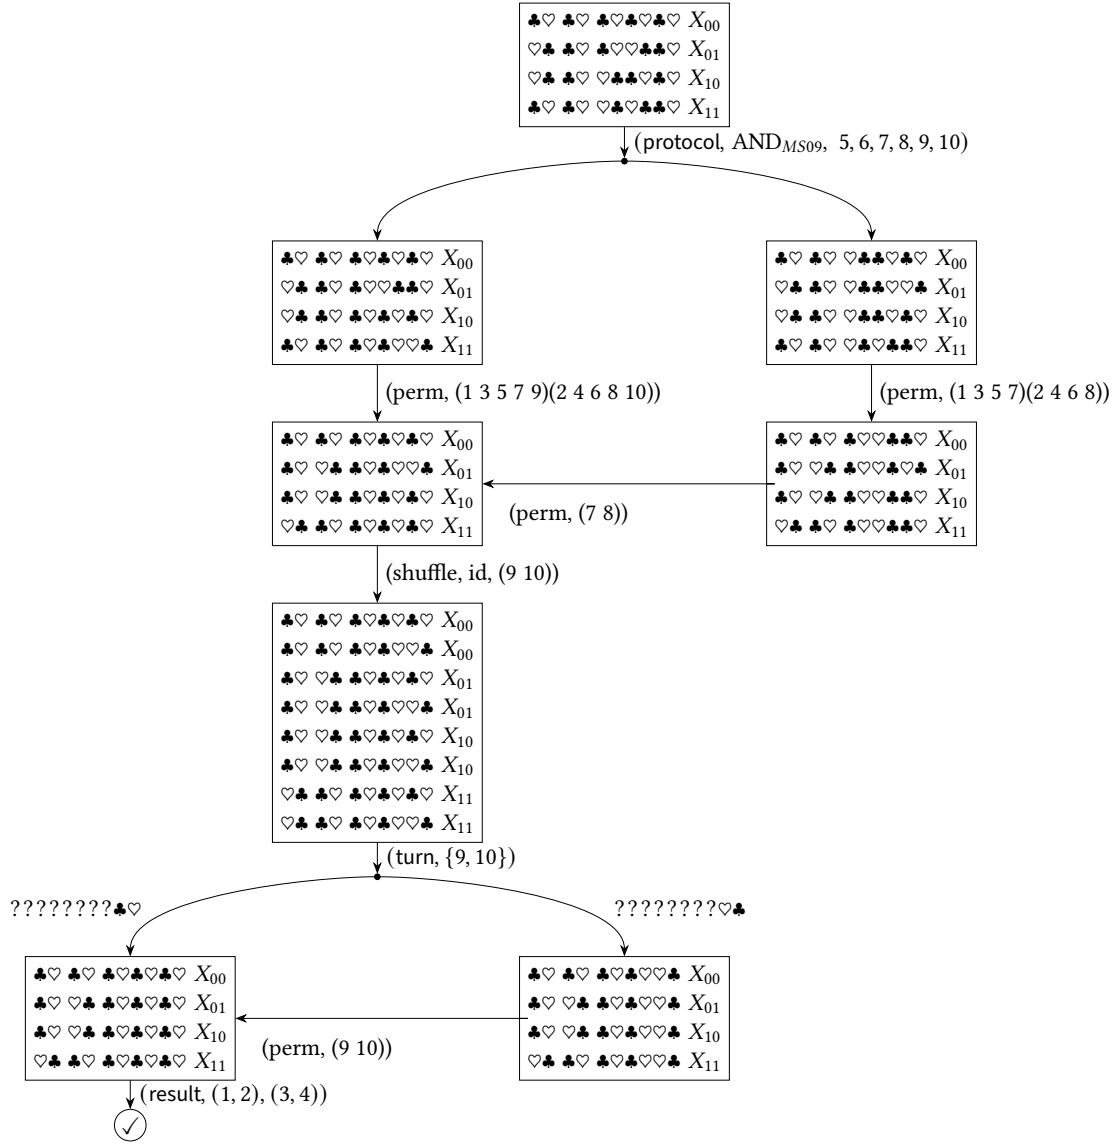 ♣♡ ♣♡ ♣♡♣♡♣♡ X₀₀
♡♣ ♣♡ ♣♡♡♣♣♡ X₀₁
♡♣ ♣♡ ♡♣♣♡♣♡ X₁₀
♣♡ ♣♡ ♡♣♡♣♣♡ X₁₁
(protocol, AND_MS09, 5, 6, 7, 8, 9, 10)
♣♡ ♣♡ ♣♡♣♡♣♡ X₀₀
♡♣ ♣♡ ♣♡♡♣♣♡ X₀₁
♡♣ ♣♡ ♣♡♣♡♣♡ X₁₀
♣♡ ♣♡ ♣♡♣♡♡♣ X₁₁
♣♡ ♣♡ ♡♣♣♡♣♡ X₀₀
♡♣ ♣♡ ♡♣♣♡♡♣ X₀₁
♡♣ ♣♡ ♡♣♣♡♣♡ X₁₀
♣♡ ♣♡ ♡♣♡♣♣♡ X₁₁
(perm, (1 3 5 7 9)(2 4 6 8 10))
(perm, (1 3 5 7)(2 4 6 8))
♣♡ ♣♡ ♣♡♣♡♣♡ X₀₀
♣♡ ♡♣ ♣♡♣♡♡♣ X₀₁
♣♡ ♡♣ ♣♡♣♡♣♡ X₁₀
♡♣ ♣♡ ♣♡♣♡♣♡ X₁₁
♣♡ ♣♡ ♣♡♡♣♣♡ X₀₀
♣♡ ♡♣ ♣♡♡♣♡♣ X₀₁
♣♡ ♡♣ ♣♡♡♣♣♡ X₁₀
♡♣ ♣♡ ♣♡♡♣♣♡ X₁₁
(perm, (7 8))
(shuffle, id, (9 10))
♣♡ ♣♡ ♣♡♣♡♣♡ X₀₀
♣♡ ♣♡ ♣♡♣♡♡♣ X₀₀
♣♡ ♡♣ ♣♡♣♡♣♡ X₀₁
♣♡ ♡♣ ♣♡♣♡♡♣ X₀₁
♣♡ ♡♣ ♣♡♣♡♣♡ X₁₀
♣♡ ♡♣ ♣♡♣♡♡♣ X₁₀
♡♣ ♣♡ ♣♡♣♡♣♡ X₁₁
♡♣ ♣♡ ♣♡♣♡♡♣ X₁₁
(turn, {9, 10})
????????♣♡
????????♡♣
♣♡ ♣♡ ♣♡♣♡♣♡ X₀₀
♣♡ ♡♣ ♣♡♣♡♣♡ X₀₁
♣♡ ♡♣ ♣♡♣♡♣♡ X₁₀
♡♣ ♣♡ ♣♡♣♡♣♡ X₁₁
♣♡ ♣♡ ♣♡♣♡♡♣ X₀₀
♣♡ ♡♣ ♣♡♣♡♡♣ X₀₁
♣♡ ♡♣ ♣♡♣♡♡♣ X₁₀
♡♣ ♣♡ ♣♡♣♡♡♣ X₁₁
(perm, (9 10))
(result, (1, 2), (3, 4))
✓